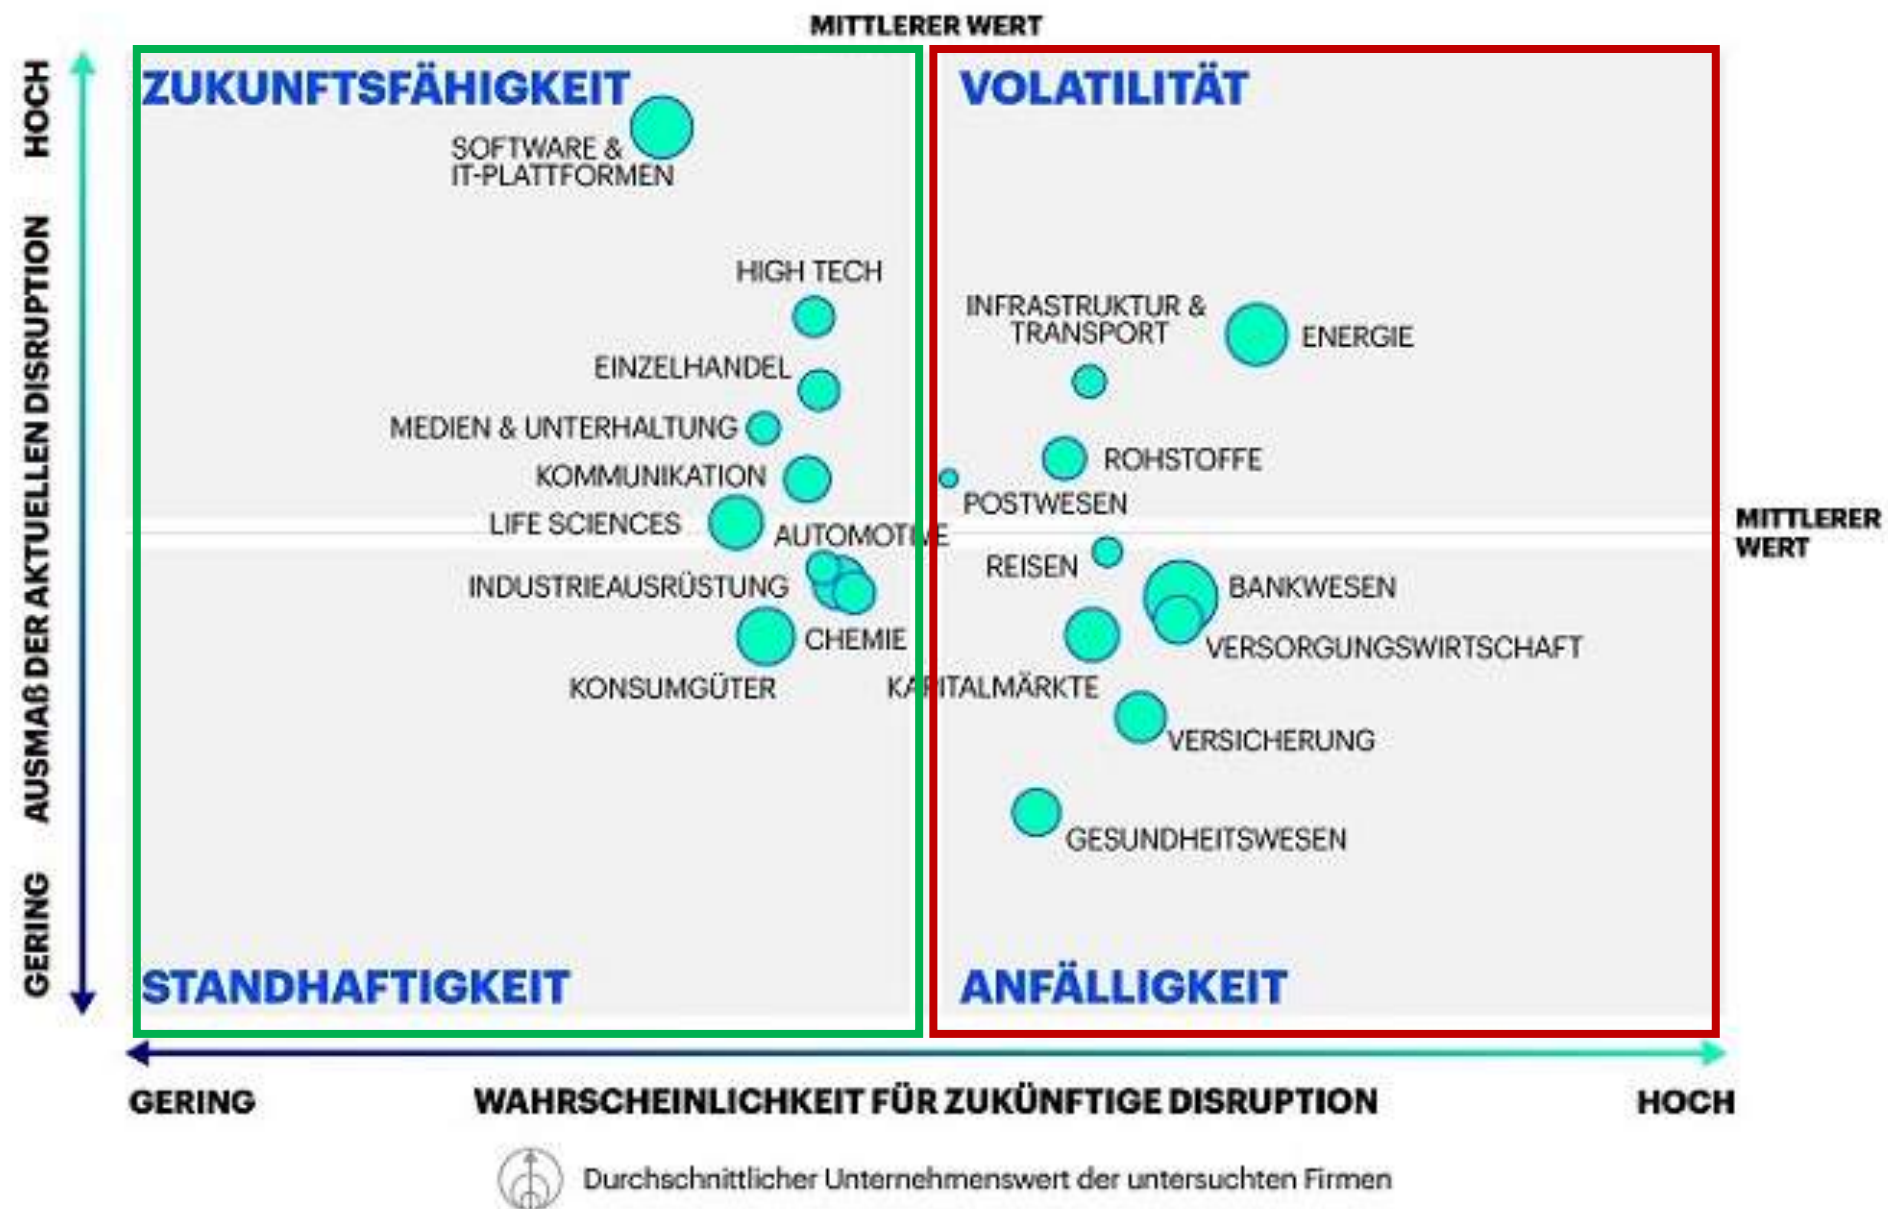 MITTLERER WERT
HOCH
AUSMAß DER AKTUELLEN DISRUPTION
GERING
ZUKUNFTSFÄHIGKEIT
VOLATILITÄT
SOFTWARE &
IT-PLATTFORMEN
HIGH TECH
EINZELHANDEL
MEDIEN & UNTERHALTUNG
KOMMUNIKATION
LIFE SCIENCES
AUTOMOTIVE
INDUSTRIEAUSRÜSTUNG
CHEMIE
KONSUMGÜTER
INFRASTRUKTUR &
TRANSPORT
ENERGIE
ROHSTOFFE
POSTWESEN
MITTLERER
WERT
REISEN
BANKWESEN
VERSORGUNGSWIRTSCHAFT
KAPITALMÄRKTE
VERSICHERUNG
GESUNDHEITSWESEN
STANDHAFTIGKEIT
ANFÄLLIGKEIT
GERING
WAHRSCHEINLICHKEIT FÜR ZUKÜNFTIGE DISRUPTION
HOCH
Durchschnittlicher Unternehmenswert der untersuchten Firmen